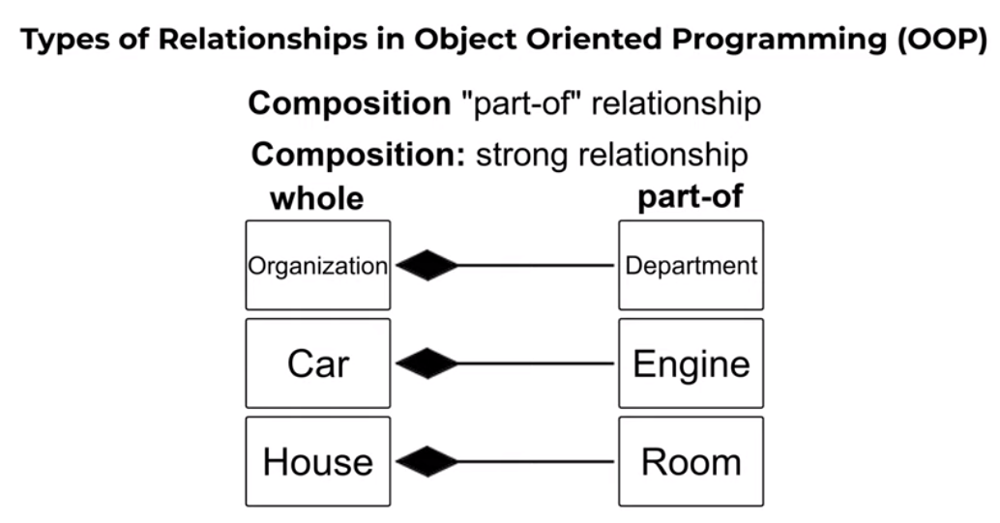 Types of Relationships in Object Oriented Programming (OOP)
Composition "part-of" relationship
Composition: strong relationship
whole part-of
Organization Department
Car Engine
House Room